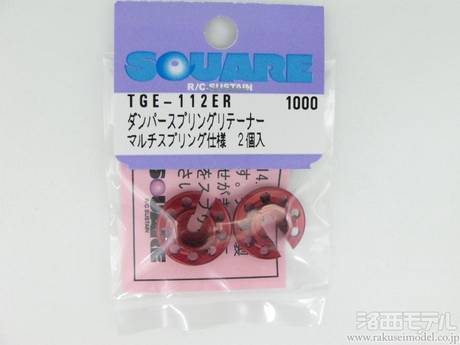 SQUARE
R/C.SUSTAIN
TGE-112ER 1000
ダンパースプリングリテーナー
マルチスプリング仕様 2個入
SQUARE
R/C SUSTAIN
14.
す。
洛西モデル
www.rakuseimodel.co.jp